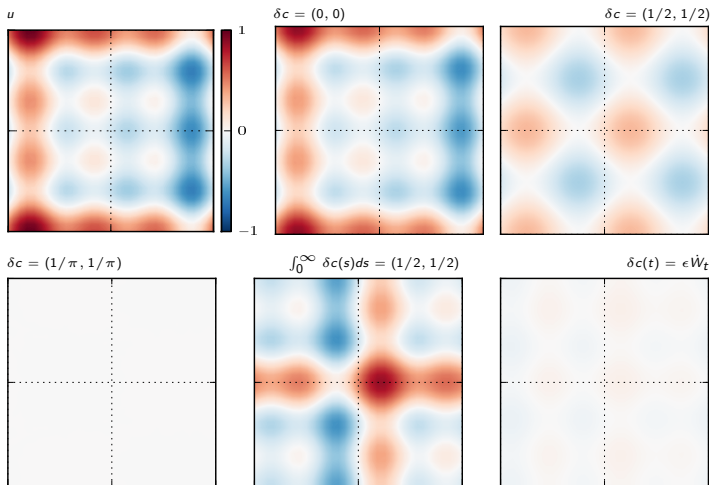 u
δc = (0, 0)
δc = (1/2, 1/2)
1
0
−1
δc = (1/π, 1/π)
∫₀^∞ δc(s)ds = (1/2, 1/2)
δc(t) = ϵẆₜ